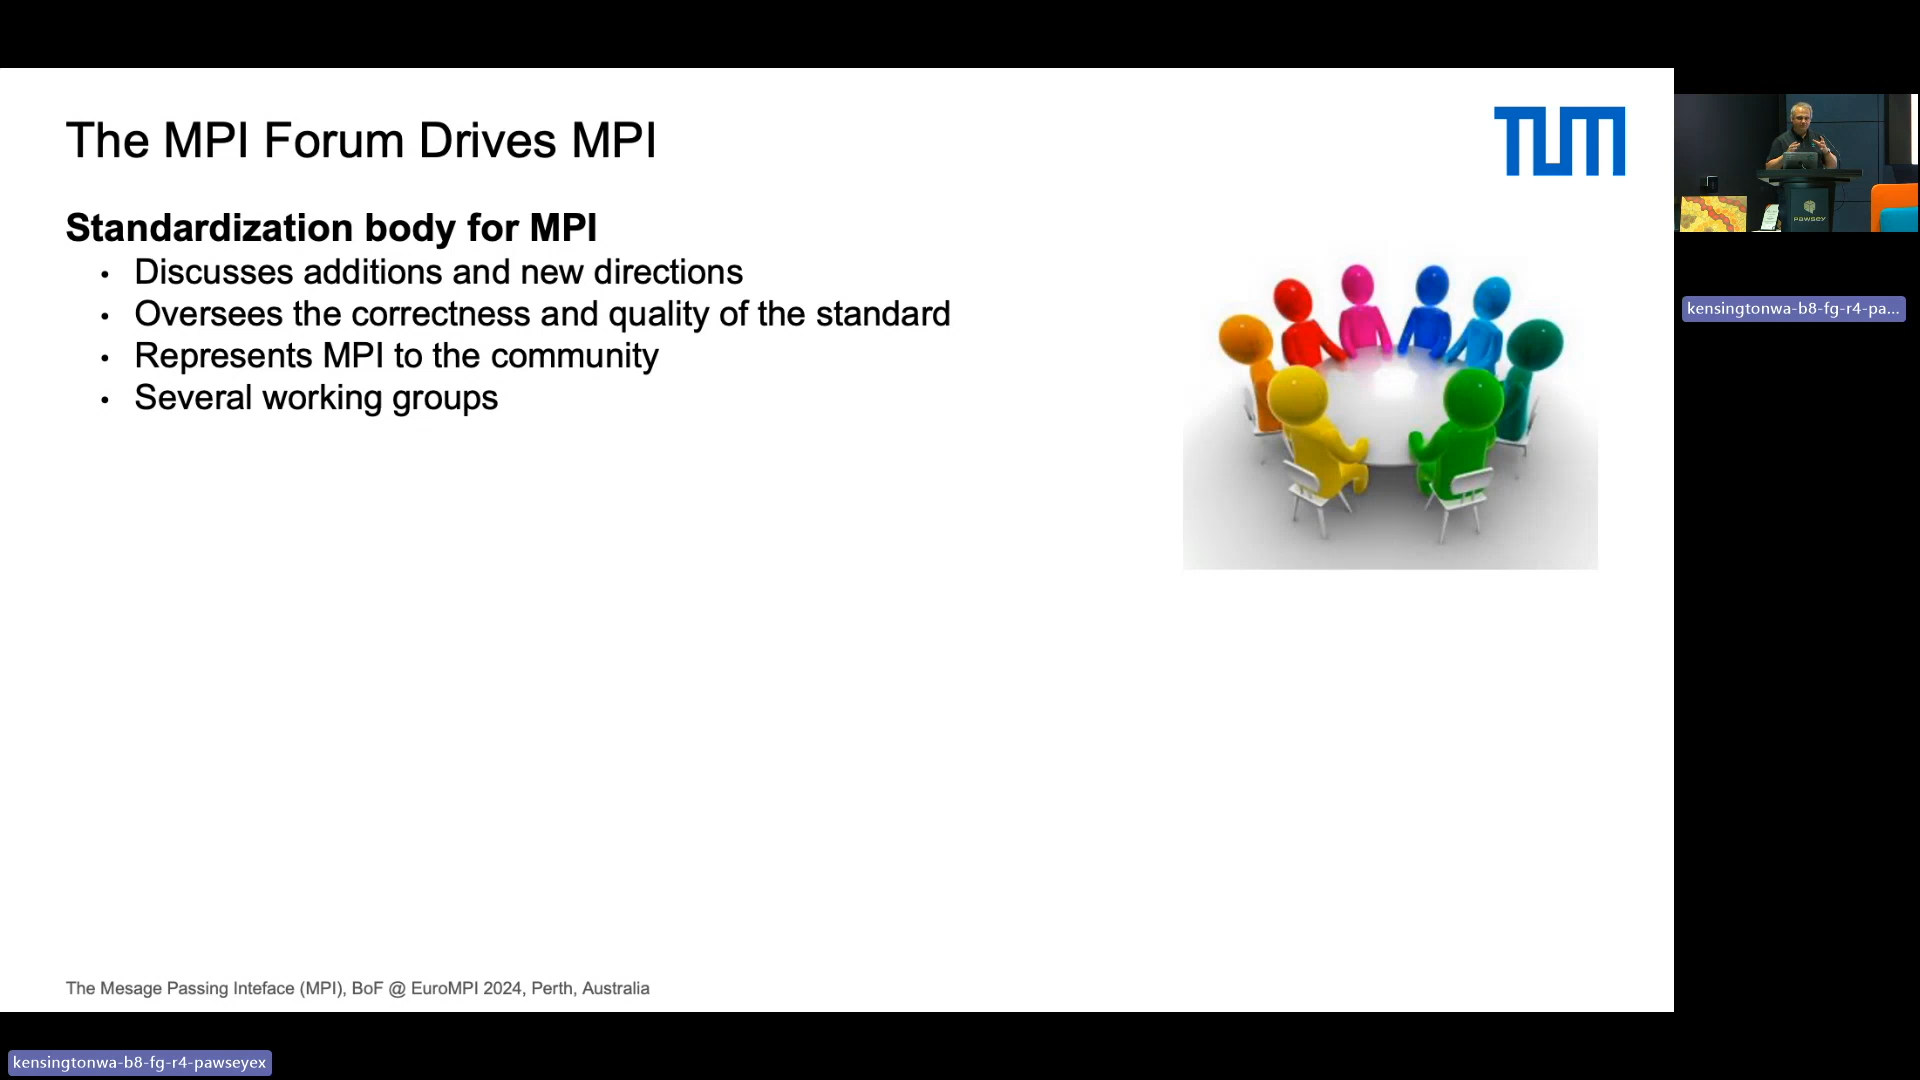 The MPI Forum Drives MPI
TUM
Standardization body for MPI
• Discusses additions and new directions
• Oversees the correctness and quality of the standard
• Represents MPI to the community
• Several working groups
The Mesage Passing Inteface (MPI), BoF @ EuroMPI 2024, Perth, Australia
kensingtonwa-b8-fg-r4-pawseyex
pawsey
kensingtonwa-b8-fg-r4-pa...